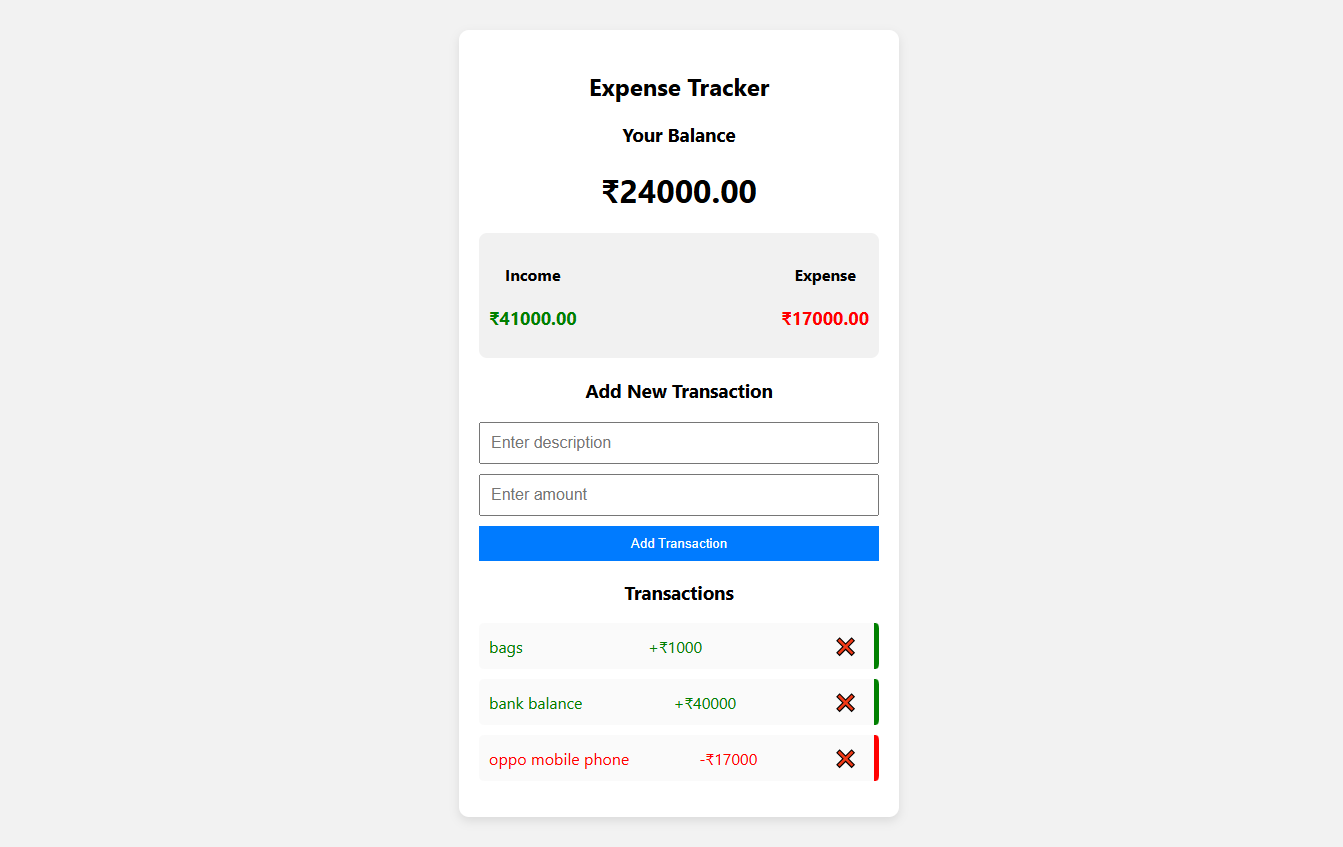 Expense Tracker
Your Balance
₹24000.00
Income Expense
₹41000.00 ₹17000.00
Add New Transaction
Enter description
Enter amount
Add Transaction
Transactions
bags +₹1000
bank balance +₹40000
oppo mobile phone -₹17000